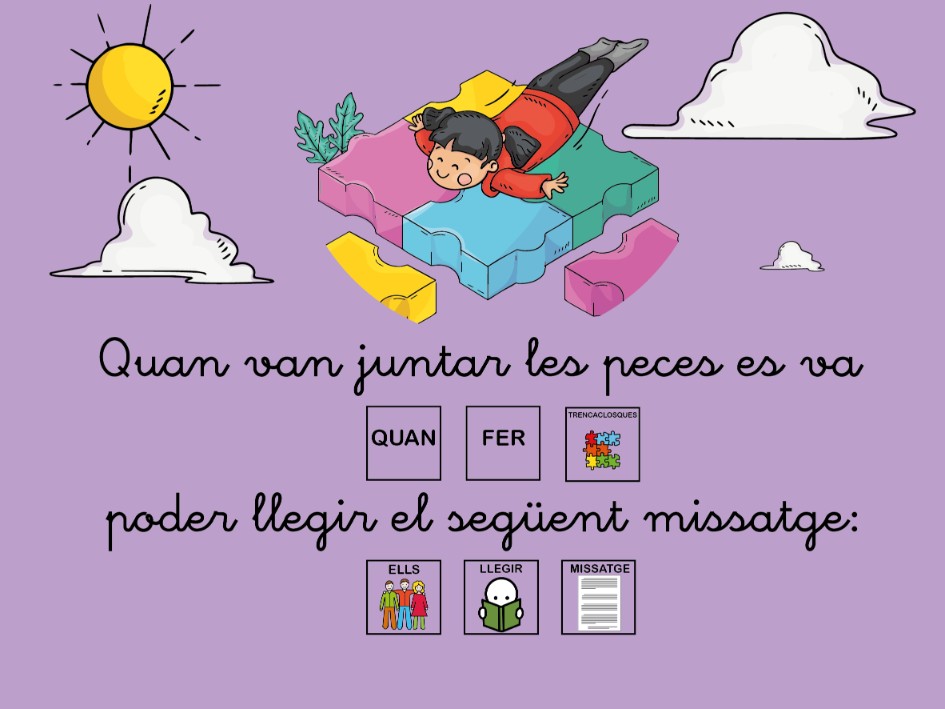 Quan van juntar les peces es va
QUAN FER TRENCACLOSQUES
poder llegir el següent missatge:
ELLS LLEGIR MISSATGE